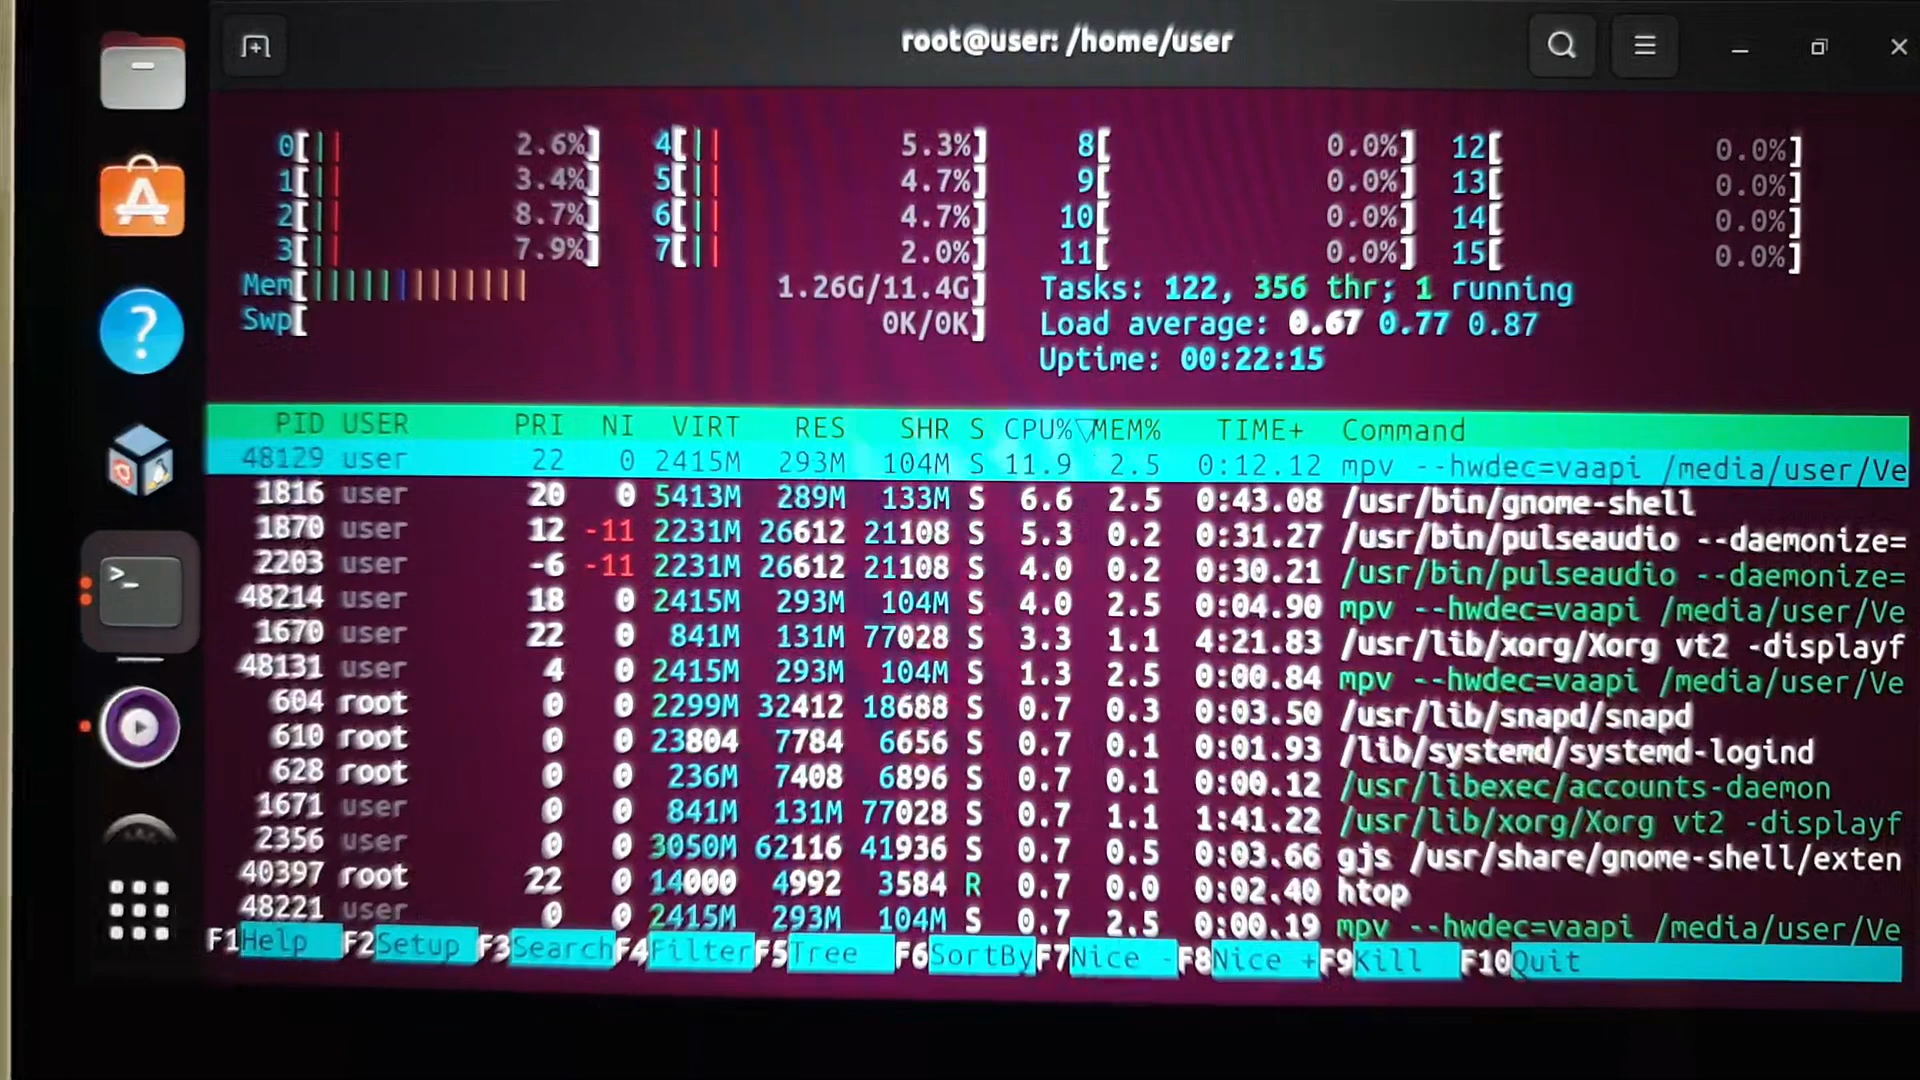 root@user: /home/user
0[|| 2.6%] 4[|| 5.3%] 8[ 0.0%] 12[ 0.0%]
1[|| 3.4%] 5[|| 4.7%] 9[ 0.0%] 13[ 0.0%]
2[|| 8.7%] 6[|| 4.7%] 10[ 0.0%] 14[ 0.0%]
3[|| 7.9%] 7[|| 2.0%] 11[ 0.0%] 15[ 0.0%]
Mem[||||||||||||| 1.26G/11.4G] Tasks: 122, 356 thr; 1 running
Swp[ 0K/0K] Load average: 0.67 0.77 0.87
Uptime: 00:22:15
PID USER PRI NI VIRT RES SHR S CPU%▽MEM% TIME+ Command
48129 user 22 0 2415M 293M 104M S 11.9 2.5 0:12.12 mpv --hwdec=vaapi /media/user/Ve
1816 user 20 0 5413M 289M 133M S 6.6 2.5 0:43.08 /usr/bin/gnome-shell
1870 user 12 -11 2231M 26612 21108 S 5.3 0.2 0:31.27 /usr/bin/pulseaudio --daemonize=
2203 user -6 -11 2231M 26612 21108 S 4.0 0.2 0:30.21 /usr/bin/pulseaudio --daemonize=
48214 user 18 0 2415M 293M 104M S 4.0 2.5 0:04.90 mpv --hwdec=vaapi /media/user/Ve
1670 user 22 0 841M 131M 77028 S 3.3 1.1 4:21.83 /usr/lib/xorg/Xorg vt2 -displayf
48131 user 4 0 2415M 293M 104M S 1.3 2.5 0:00.84 mpv --hwdec=vaapi /media/user/Ve
604 root 0 0 2299M 32412 18688 S 0.7 0.3 0:03.50 /usr/lib/snapd/snapd
610 root 0 0 23804 7784 6656 S 0.7 0.1 0:01.93 /lib/systemd/systemd-logind
628 root 0 0 236M 7408 6896 S 0.7 0.1 0:00.12 /usr/libexec/accounts-daemon
1671 user 0 0 841M 131M 77028 S 0.7 1.1 1:41.22 /usr/lib/xorg/Xorg vt2 -displayf
2356 user 0 0 3050M 62116 41936 S 0.7 0.5 0:03.66 gjs /usr/share/gnome-shell/exten
40397 root 22 0 14000 4992 3584 R 0.7 0.0 0:02.40 htop
48221 user 0 0 2415M 293M 104M S 0.7 2.5 0:00.19 mpv --hwdec=vaapi /media/user/Ve
F1Help F2Setup F3Search F4Filter F5Tree F6SortBy F7Nice - F8Nice + F9Kill F10Quit